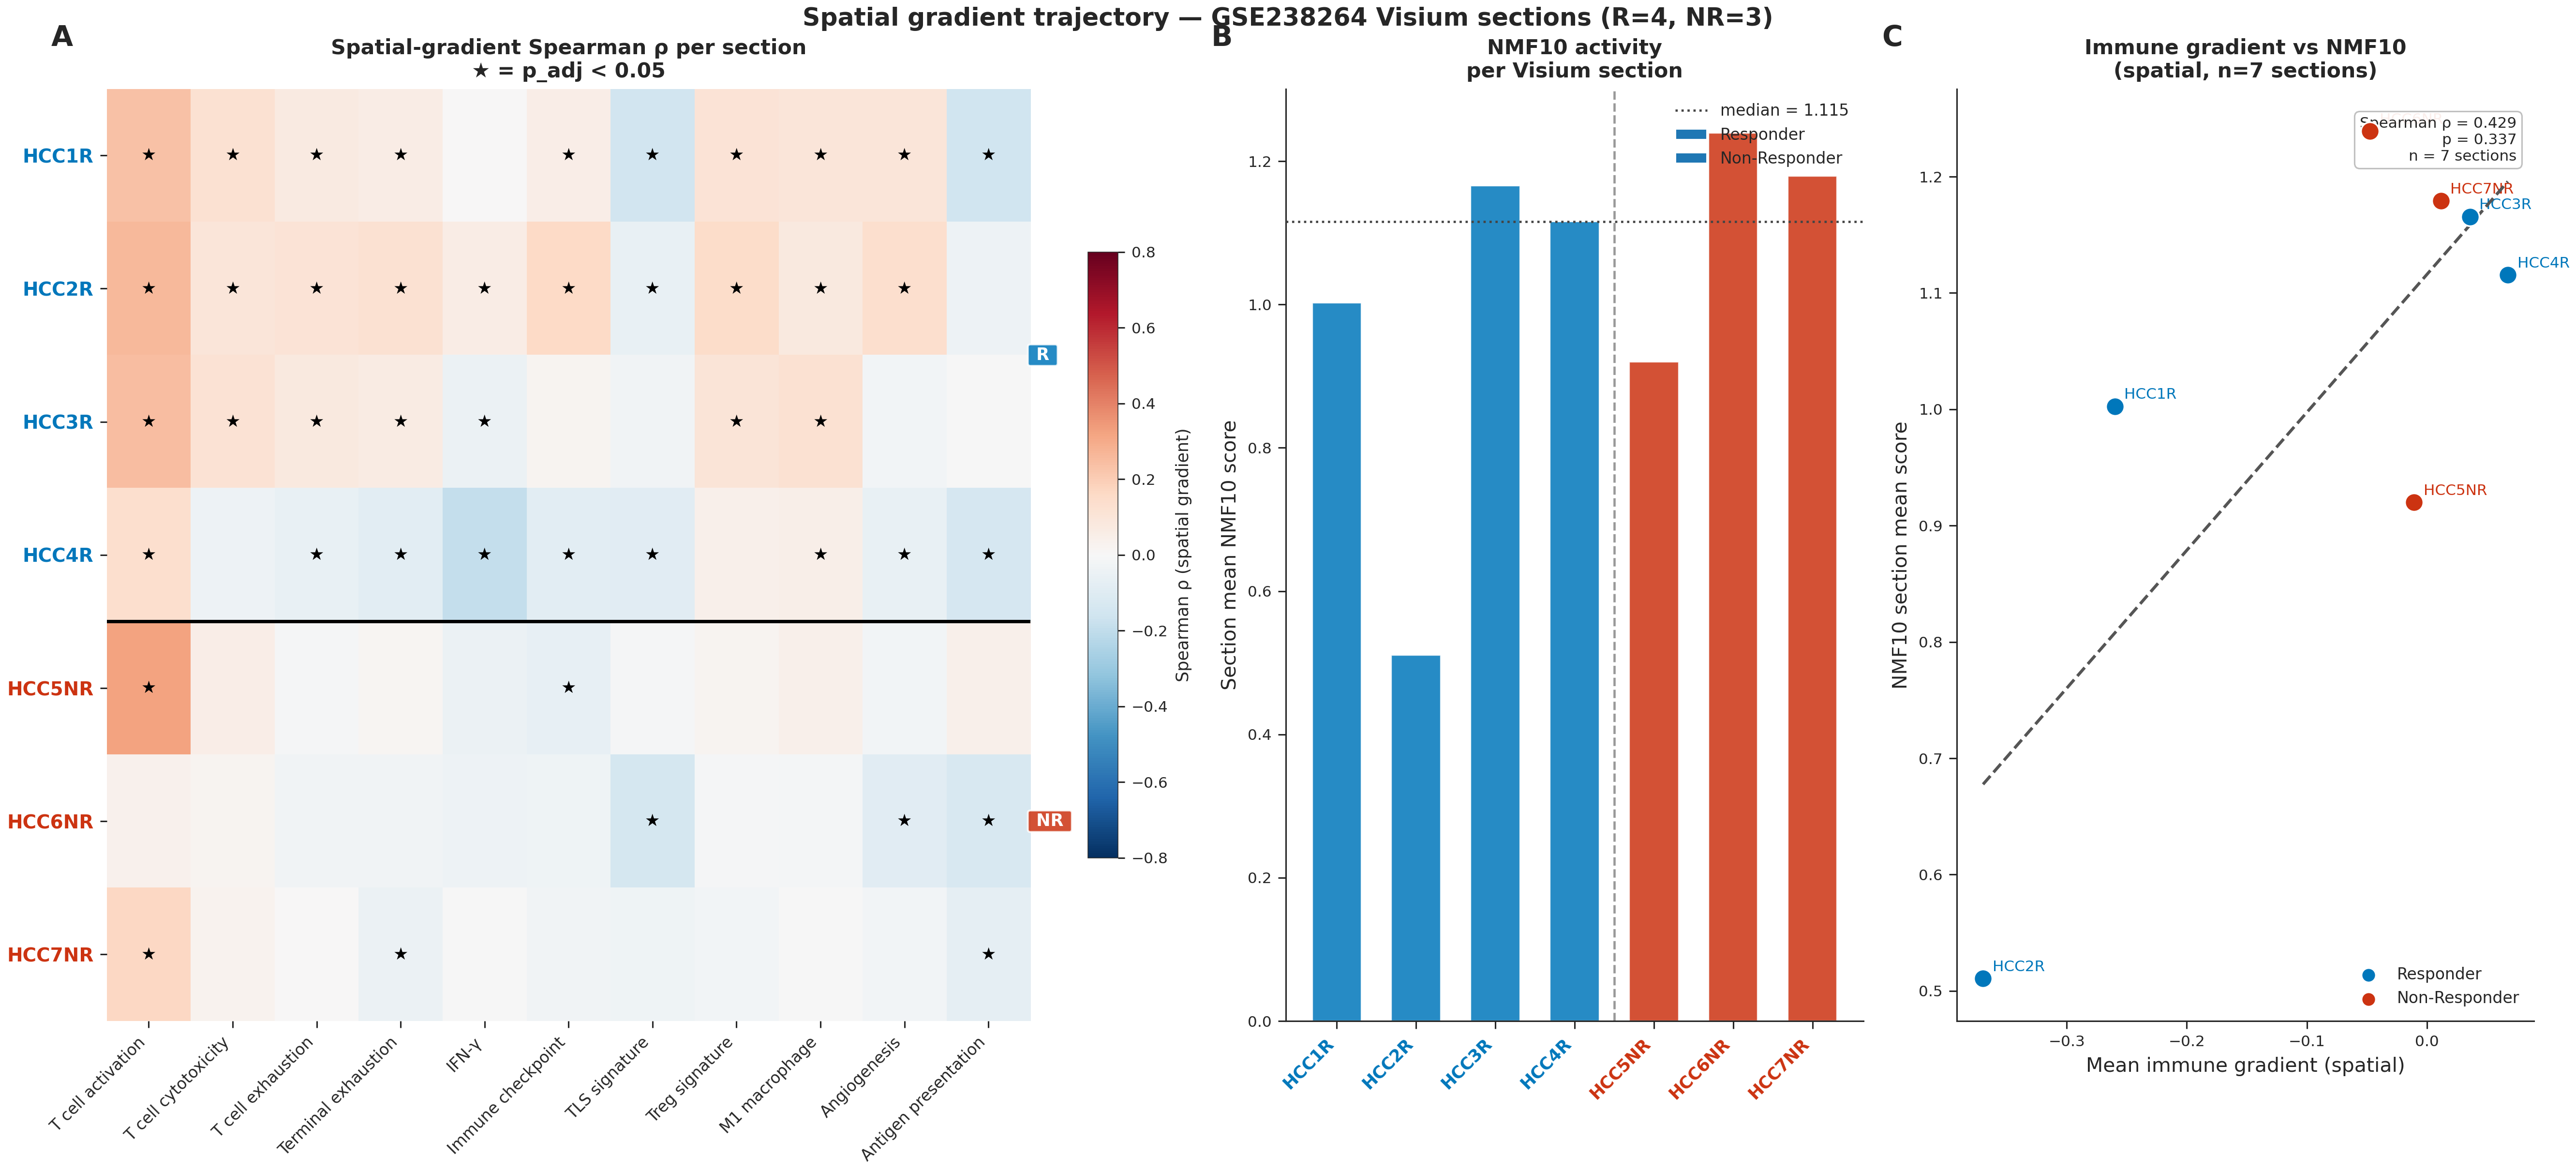 Spatial gradient trajectory — GSE238264 Visium sections (R=4, NR=3)
A
Spatial-gradient Spearman ρ per section
★ = p_adj < 0.05
HCC1R
HCC2R
HCC3R
HCC4R
HCC5NR
HCC6NR
HCC7NR
R
NR
T cell activation
T cell cytotoxicity
T cell exhaustion
Terminal exhaustion
IFN-γ
Immune checkpoint
TLS signature
Treg signature
M1 macrophage
Angiogenesis
Antigen presentation
0.8
0.6
0.4
0.2
0.0
−0.2
−0.4
−0.6
−0.8
Spearman ρ (spatial gradient)
B
NMF10 activity
per Visium section
median = 1.115
Responder
Non-Responder
Section mean NMF10 score
1.2
1.0
0.8
0.6
0.4
0.2
0.0
HCC1R
HCC2R
HCC3R
HCC4R
HCC5NR
HCC6NR
HCC7NR
C
Immune gradient vs NMF10
(spatial, n=7 sections)
Spearman ρ = 0.429
p = 0.337
n = 7 sections
HCC7NR
HCC3R
HCC4R
HCC1R
HCC5NR
HCC2R
NMF10 section mean score
1.2
1.1
1.0
0.9
0.8
0.7
0.6
0.5
Responder
Non-Responder
−0.3
−0.2
−0.1
0.0
Mean immune gradient (spatial)